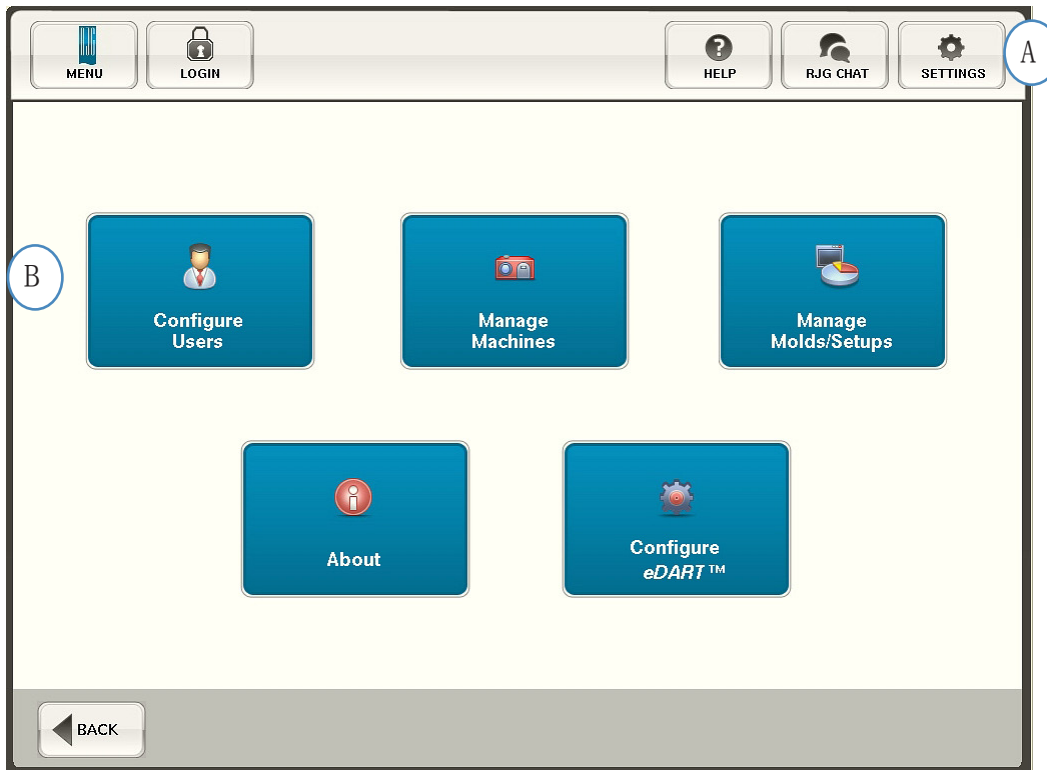 MENU
LOGIN
HELP
RJG CHAT
SETTINGS
A
B
Configure
Users
Manage
Machines
Manage
Molds/Setups
About
Configure
eDART™
BACK